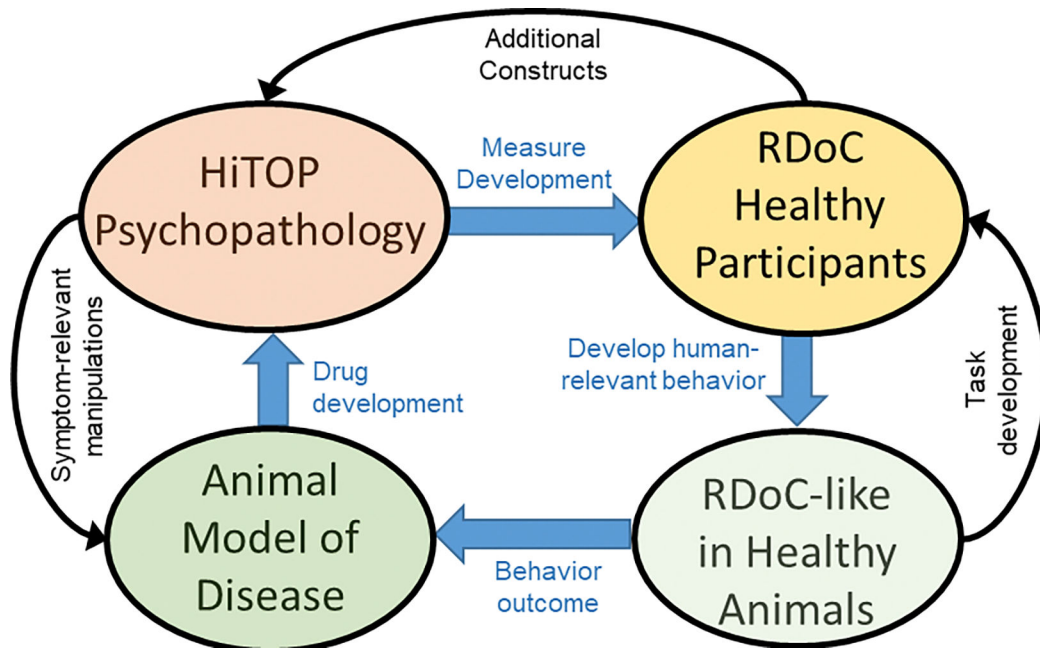 Additional
Constructs
HiTOP
Psychopathology
Measure
Development
RDoC
Healthy
Participants
Symptom-relevant
manipulations
Drug
development
Develop human-
relevant behavior
Task
development
Animal
Model of
Disease
Behavior
outcome
RDoC-like
in Healthy
Animals